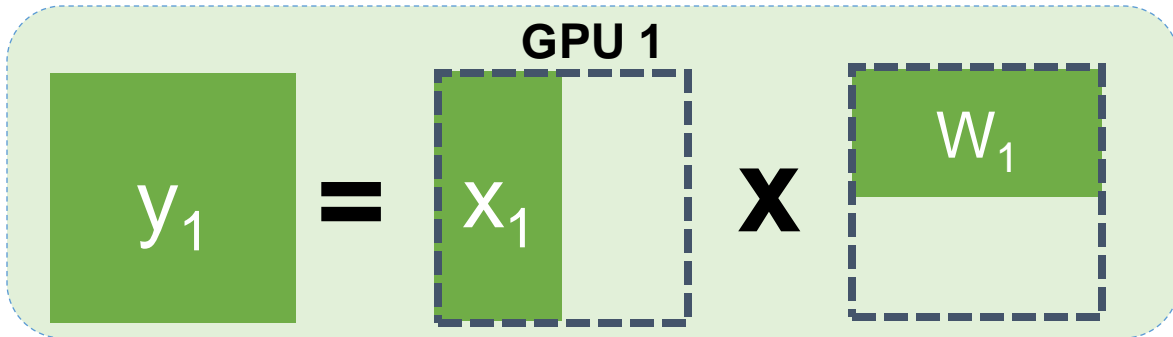 GPU 1
y₁ = x₁ x W₁